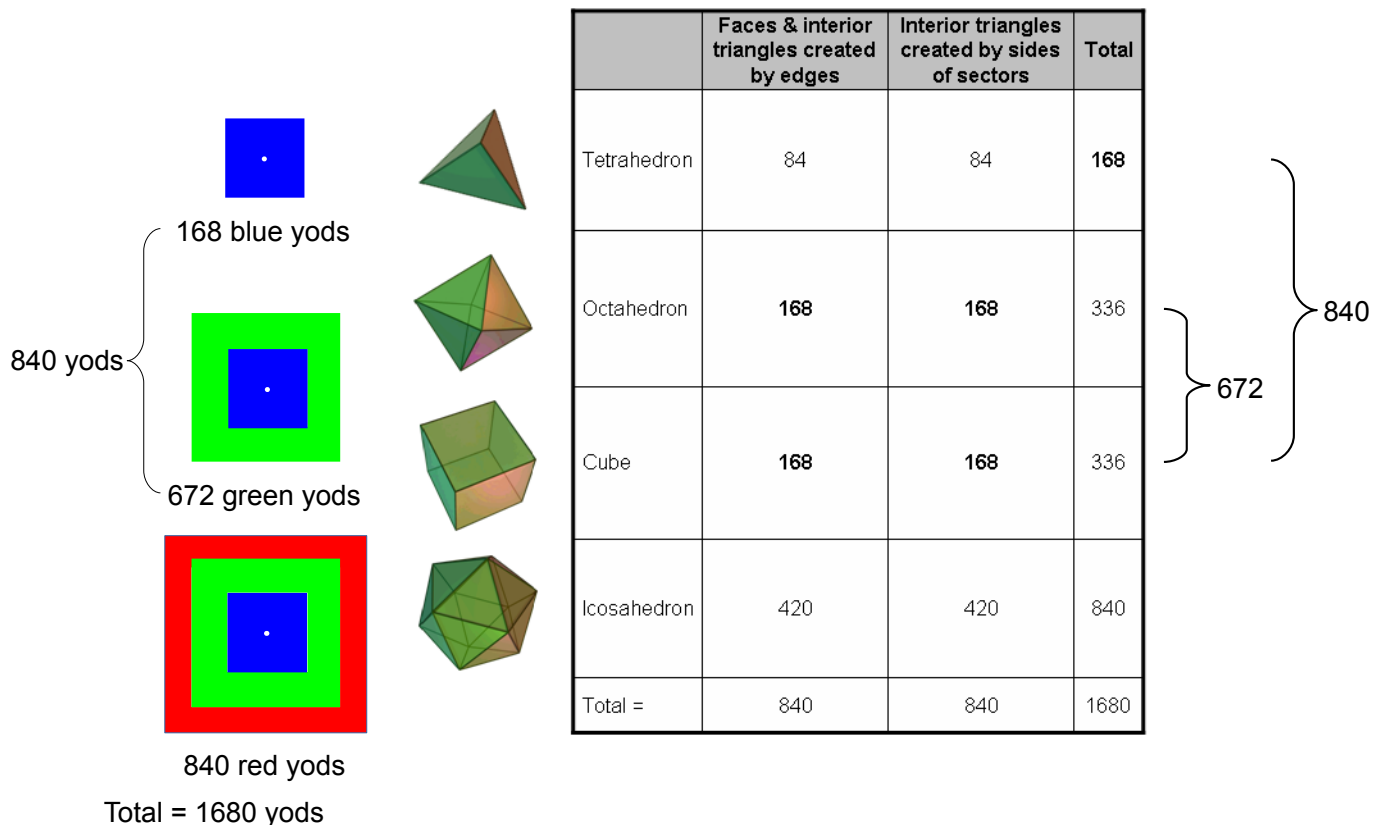 168 blue yods
840 yods
672 green yods
840 red yods
Total = 1680 yods
Faces & interior triangles created by edges
Interior triangles created by sides of sectors
Total
Tetrahedron 84 84 168
Octahedron 168 168 336
Cube 168 168 336
Icosahedron 420 420 840
Total = 840 840 1680
672
840